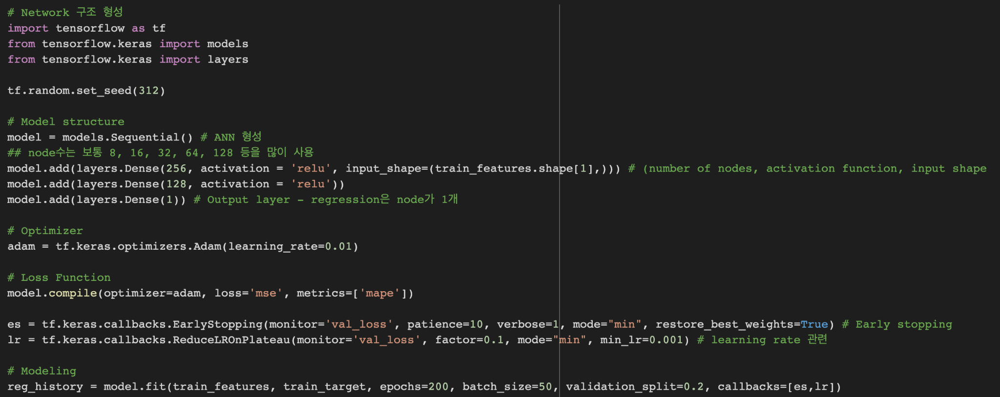 # Network 구조 형성
import tensorflow as tf
from tensorflow.keras import models
from tensorflow.keras import layers
tf.random.set_seed(312)
# Model structure
model = models.Sequential() # ANN 형성
## node수는 보통 8, 16, 32, 64, 128 등을 많이 사용
model.add(layers.Dense(256, activation = 'relu', input_shape=(train_features.shape[1],))) # (number of nodes, activation function, input shape
model.add(layers.Dense(128, activation = 'relu'))
model.add(layers.Dense(1)) # Output layer - regression은 node가 1개
# Optimizer
adam = tf.keras.optimizers.Adam(learning_rate=0.01)
# Loss Function
model.compile(optimizer=adam, loss='mse', metrics=['mape'])
es = tf.keras.callbacks.EarlyStopping(monitor='val_loss', patience=10, verbose=1, mode="min", restore_best_weights=True) # Early stopping
lr = tf.keras.callbacks.ReduceLROnPlateau(monitor='val_loss', factor=0.1, mode="min", min_lr=0.001) # learning rate 관련
# Modeling
reg_history = model.fit(train_features, train_target, epochs=200, batch_size=50, validation_split=0.2, callbacks=[es,lr])